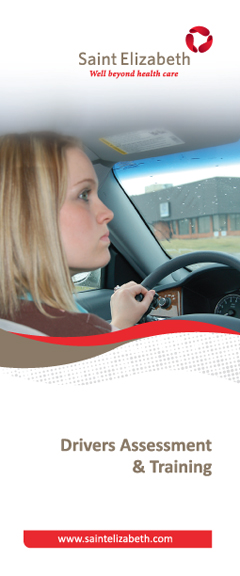 Saint Elizabeth
Well beyond health care
Drivers Assessment
& Training
www.saintelizabeth.com